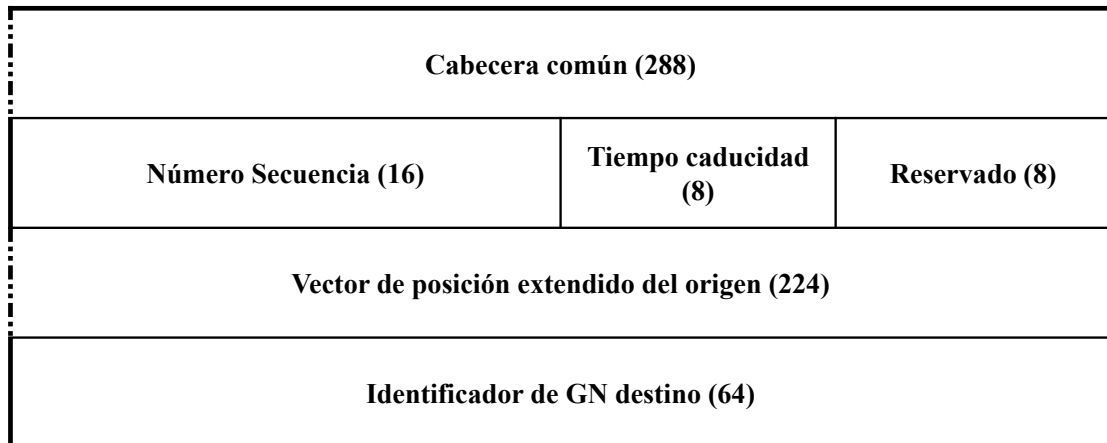 Cabecera común (288)
Número Secuencia (16)
Tiempo caducidad
(8)
Reservado (8)
Vector de posición extendido del origen (224)
Identificador de GN destino (64)